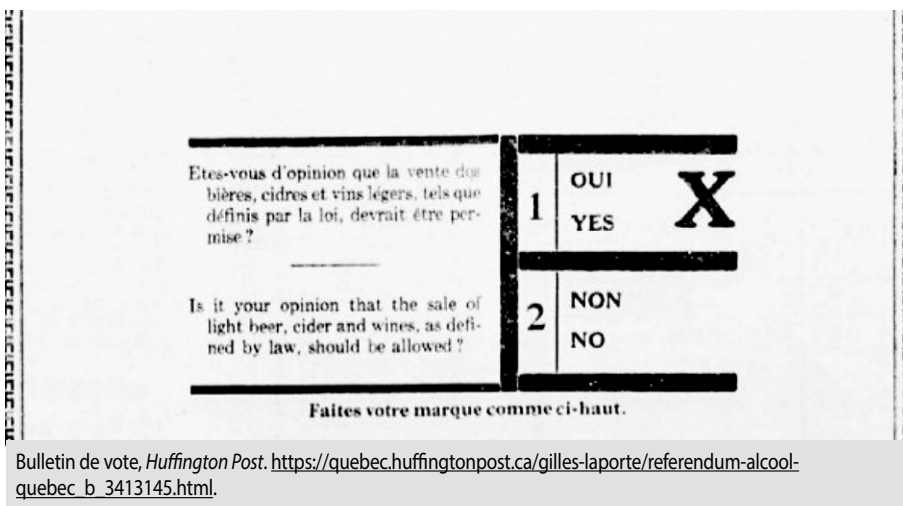 Etes-vous d'opinion que la vente des
bières, cidres et vins légers, tels que
définis par la loi, devrait être per-
mise ?
Is it your opinion that the sale of
light beer, cider and wines, as defi-
ned by law, should be allowed ?
1
OUI
YES
X
2
NON
NO
Faites votre marque comme ci-haut.
Bulletin de vote, Huffington Post. https://quebec.huffingtonpost.ca/gilles-laporte/referendum-alcool-
quebec_b_3413145.html.